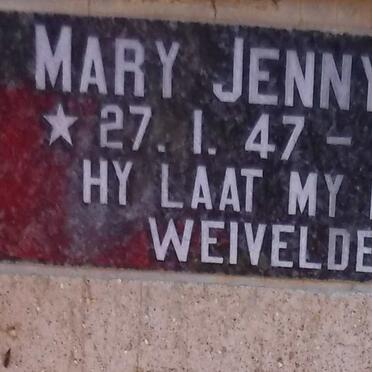 MARY JENNY
★ 27. 1. 47 –
HY LAAT MY
WEIVELDE